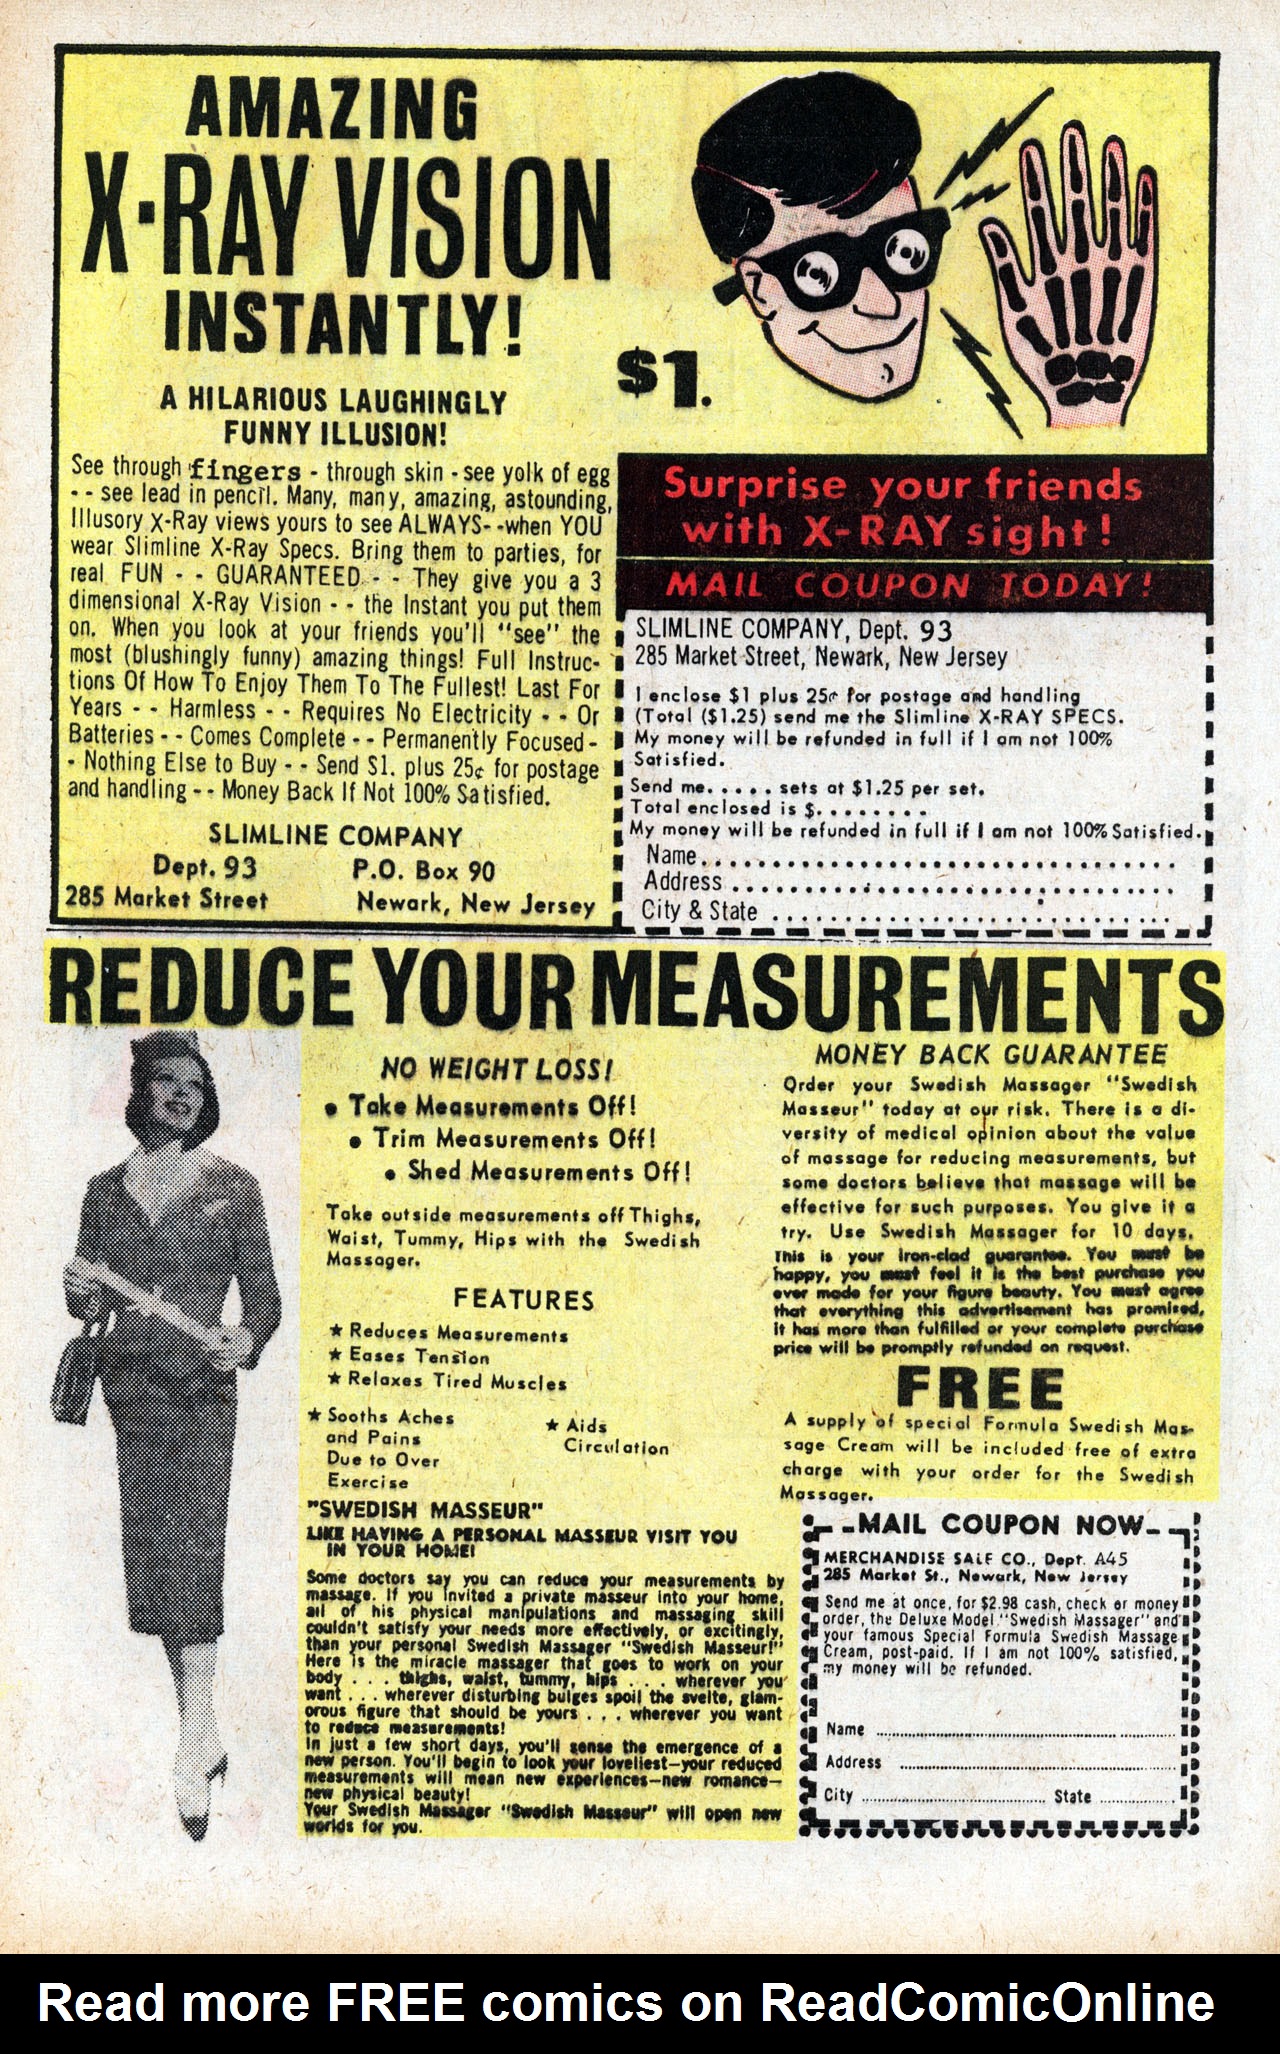 AMAZING
X-RAY VISION
INSTANTLY!
A HILARIOUS LAUGHINGLY
FUNNY ILLUSION!
See through fingers - through skin - see yolk of egg
- - see lead in pencil. Many, many, amazing, astounding,
Illusory X-Ray views yours to see ALWAYS- -when YOU
wear Slimline X-Ray Specs. Bring them to parties, for
real FUN - - GUARANTEED - - They give you a 3
dimensional X-Ray Vision - - the Instant you put them
on. When you look at your friends you'll "see" the
most (blushingly funny) amazing things! Full Instruc-
tions Of How To Enjoy Them To The Fullest! Last For
Years - - Harmless - - Requires No Electricity - - Or
Batteries - - Comes Complete - - Permanently Focused -
- Nothing Else to Buy - - Send $1. plus 25¢ for postage
and handling - - Money Back If Not 100% Satisfied.
SLIMLINE COMPANY
Dept. 93 P.O. Box 90
285 Market Street Newark, New Jersey
$1.
Surprise your friends
with X-RAY sight!
MAIL COUPON TODAY!
SLIMLINE COMPANY, Dept. 93
285 Market Street, Newark, New Jersey
I enclose $1 plus 25¢ for postage and handling
(Total ($1.25) send me the Slimline X-RAY SPECS.
My money will be refunded in full if I am not 100%
Satisfied.
Send me..... sets at $1.25 per set.
Total enclosed is $........
My money will be refunded in full if I am not 100% Satisfied.
Name..................................
Address ................................
City & State .............................
REDUCE YOUR MEASUREMENTS
NO WEIGHT LOSS!
• Take Measurements Off!
• Trim Measurements Off!
• Shed Measurements Off!
Take outside measurements off Thighs,
Waist, Tummy, Hips with the Swedish
Massager.
FEATURES
★ Reduces Measurements
★ Eases Tension
★ Relaxes Tired Muscles
★ Sooths Aches
and Pains
Due to Over
Exercise
★ Aids
Circulation
"SWEDISH MASSEUR"
LIKE HAVING A PERSONAL MASSEUR VISIT YOU
IN YOUR HOME!
Some doctors say you can reduce your measurements by
massage. If you invited a private masseur into your home,
all of his physical manipulations and massaging skill
couldn't satisfy your needs more effectively, or excitingly,
than your personal Swedish Massager "Swedish Masseur!"
Here is the miracle massager that goes to work on your
body . . . thighs, waist, tummy, hips . . . wherever you
want . . . wherever disturbing bulges spoil the svelte, glam-
orous figure that should be yours . . . wherever you want
to reduce measurements!
In just a few short days, you'll sense the emergence of a
new person. You'll begin to look your loveliest—your reduced
measurements will mean new experiences—new romance—
new physical beauty!
Your Swedish Massager "Swedish Masseur" will open new
worlds for you.
MONEY BACK GUARANTEE
Order your Swedish Massager "Swedish
Masseur" today at our risk. There is a di-
versity of medical opinion about the value
of massage for reducing measurements, but
some doctors believe that massage will be
effective for such purposes. You give it a
try. Use Swedish Massager for 10 days.
This is your iron-clad guarantee. You must be
happy, you must feel it is the best purchase you
ever made for your figure beauty. You must agree
that everything this advertisement has promised,
it has more than fulfilled or your complete purchase
price will be promptly refunded on request.
FREE
A supply of special Formula Swedish Mas-
sage Cream will be included free of extra
charge with your order for the Swedish
Massager.
MAIL COUPON NOW
MERCHANDISE SALE CO., Dept. A45
285 Market St., Newark, New Jersey
Send me at once, for $2.98 cash, check or money
order, the Deluxe Model "Swedish Massager" and
your famous Special Formula Swedish Massage
Cream, post-paid. If I am not 100% satisfied,
my money will be refunded.
Name ..............................
Address ..............................
City .................... State ..........
Read more FREE comics on ReadComicOnline